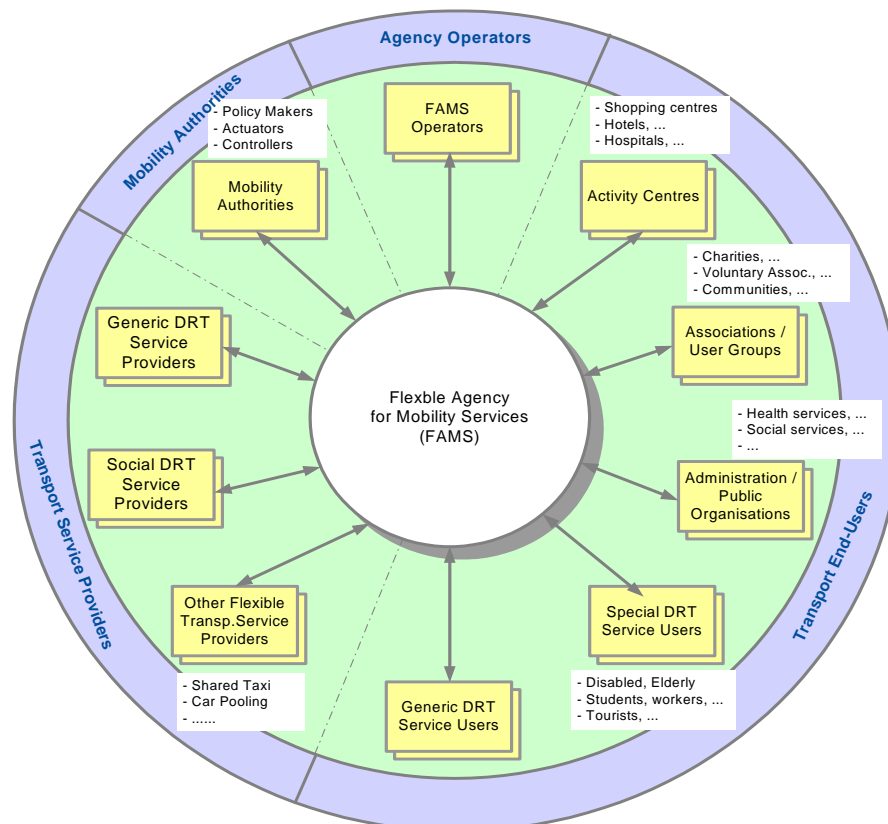 Agency Operators
Mobility Authorities
- Policy Makers
- Actuators
- Controllers
FAMS
Operators
- Shopping centres
- Hotels, ...
- Hospitals, ...
Mobility
Authorities
Activity Centres
- Charities, ...
- Voluntary Assoc., ...
- Communities, ...
Generic DRT
Service
Providers
Associations /
User Groups
Flexble Agency
for Mobility Services
(FAMS)
- Health services, ...
- Social services, ...
- ...
Social DRT
Service
Providers
Administration /
Public
Organisations
Transport Service Providers
Transport End-Users
Other Flexible
Transp.Service
Providers
Special DRT
Service Users
- Shared Taxi
- Car Pooling
- ......
Generic DRT
Service Users
- Disabled, Elderly
- Students, workers, ...
- Tourists, ...